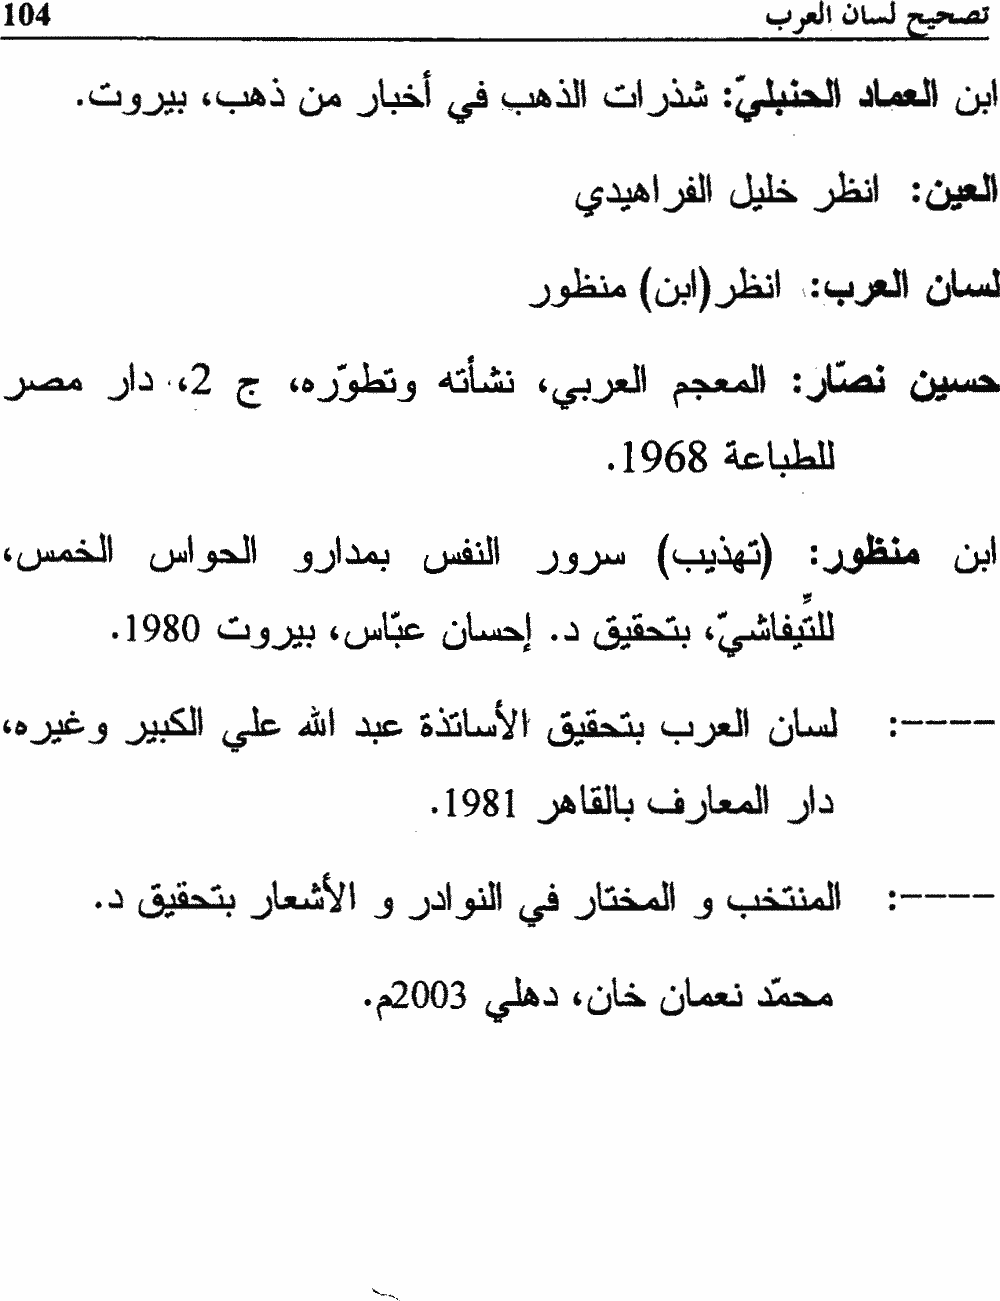 تصحيح لسان العرب 104
ابن العماد الحنبليّ: شذرات الذهب في أخبار من ذهب، بيروت.
العين: انظر خليل الفراهيدي
لسان العرب: انظر(ابن) منظور
حسين نصّار: المعجم العربي، نشأته وتطوّره، ج 2، دار مصر
للطباعة 1968.
ابن منظور: (تهذيب) سرور النفس بمدارو الحواس الخمس،
للتِّيفاشيّ، بتحقيق د. إحسان عبّاس، بيروت 1980.
----: لسان العرب بتحقيق الأساتذة عبد الله علي الكبير وغيره،
دار المعارف بالقاهر 1981.
----: المنتخب و المختار في النوادر و الأشعار بتحقيق د.
محمّد نعمان خان، دهلي 2003م.